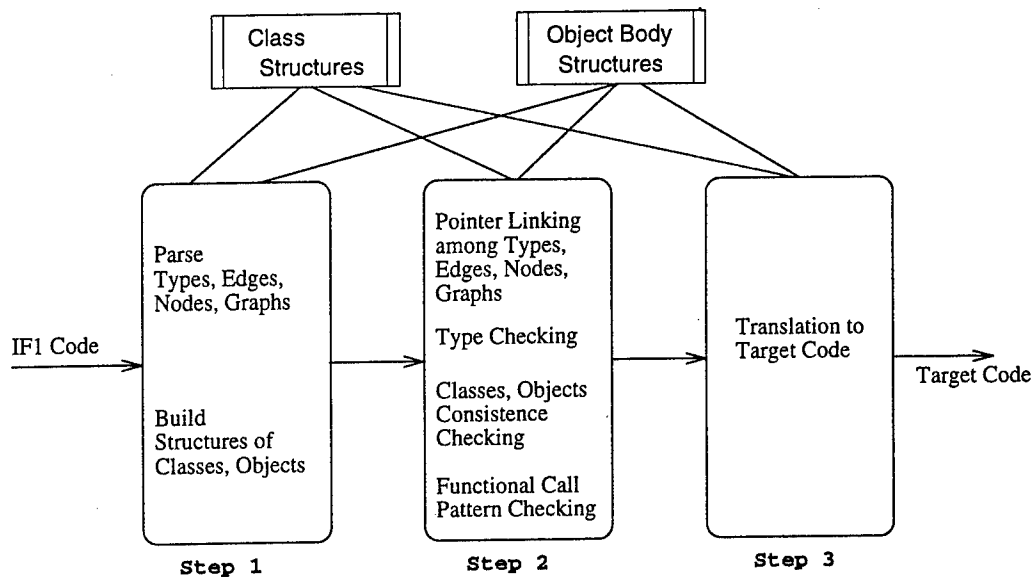 Class
Structures
Object Body
Structures
IF1 Code
Parse
Types, Edges,
Nodes, Graphs
Build
Structures of
Classes, Objects
Step 1
Pointer Linking
among Types,
Edges, Nodes,
Graphs
Type Checking
Classes, Objects
Consistence
Checking
Functional Call
Pattern Checking
Step 2
Translation to
Target Code
Step 3
Target Code